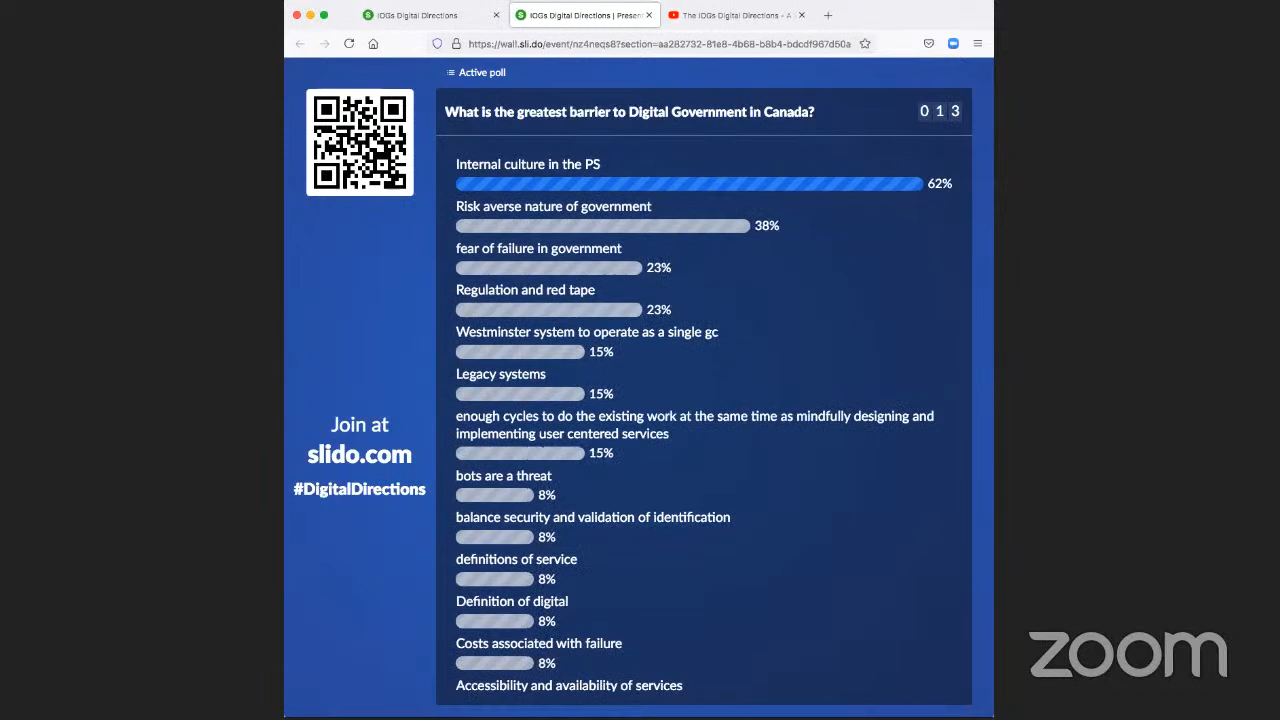 IOGs Digital Directions
IOGs Digital Directions | Presen
The IOGs Digital Directions - A
https://wall.sli.do/event/nz4neqs8?section=aa282732-81e8-4b68-b8b4-bdcdf967d50a
Active poll
What is the greatest barrier to Digital Government in Canada?
013
Internal culture in the PS
62%
Risk averse nature of government
38%
fear of failure in government
23%
Regulation and red tape
23%
Westminster system to operate as a single gc
15%
Legacy systems
15%
enough cycles to do the existing work at the same time as mindfully designing and
implementing user centered services
15%
bots are a threat
8%
balance security and validation of identification
8%
definitions of service
8%
Definition of digital
8%
Costs associated with failure
8%
Accessibility and availability of services
Join at
slido.com
#DigitalDirections
zoom